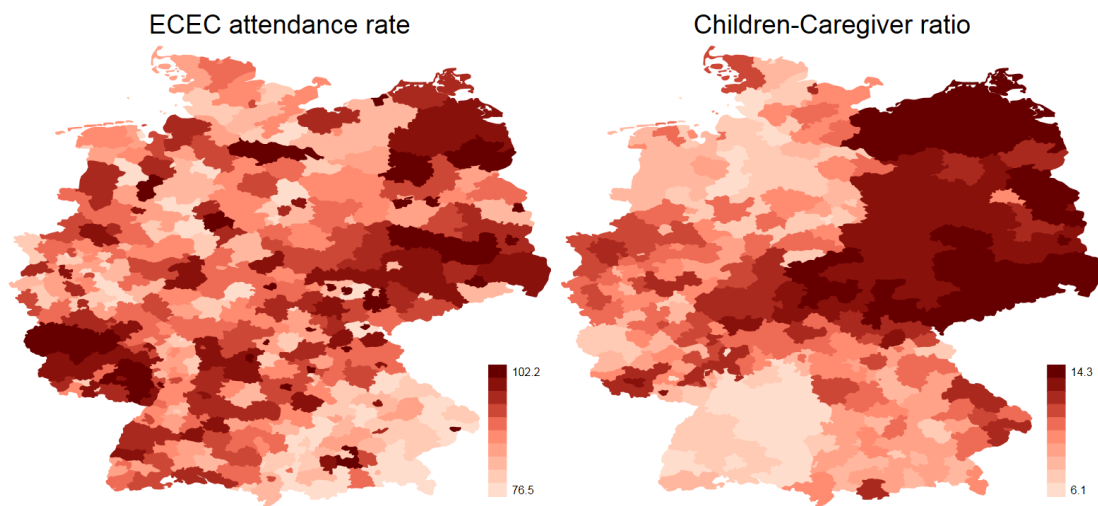 ECEC attendance rate
Children-Caregiver ratio
102.2
76.5
14.3
6.1